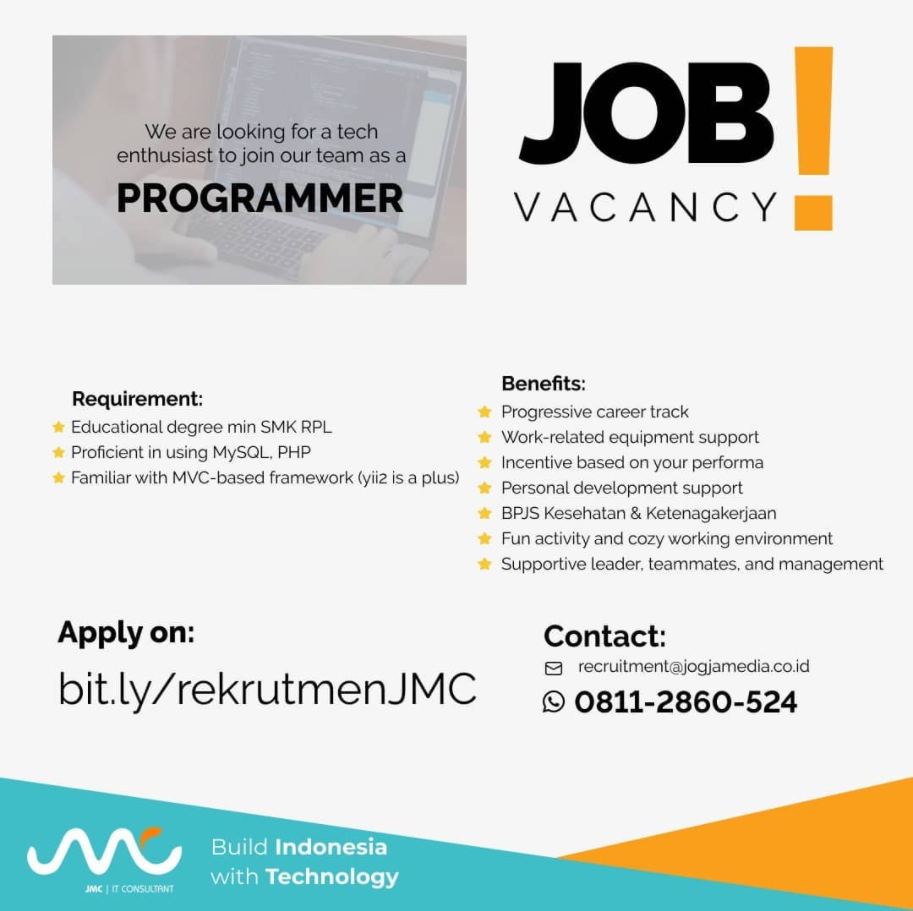 We are looking for a tech
enthusiast to join our team as a
PROGRAMMER
JOB!
VACANCY
Requirement:
Educational degree min SMK RPL
Proficient in using MySQL, PHP
Familiar with MVC-based framework (yii2 is a plus)
Benefits:
Progressive career track
Work-related equipment support
Incentive based on your performa
Personal development support
BPJS Kesehatan & Ketenagakerjaan
Fun activity and cozy working environment
Supportive leader, teammates, and management
Apply on:
bit.ly/rekrutmenJMC
Contact:
recruitment@jogjamedia.co.id
0811-2860-524
JMC
JMC | IT CONSULTANT
Build Indonesia
with Technology